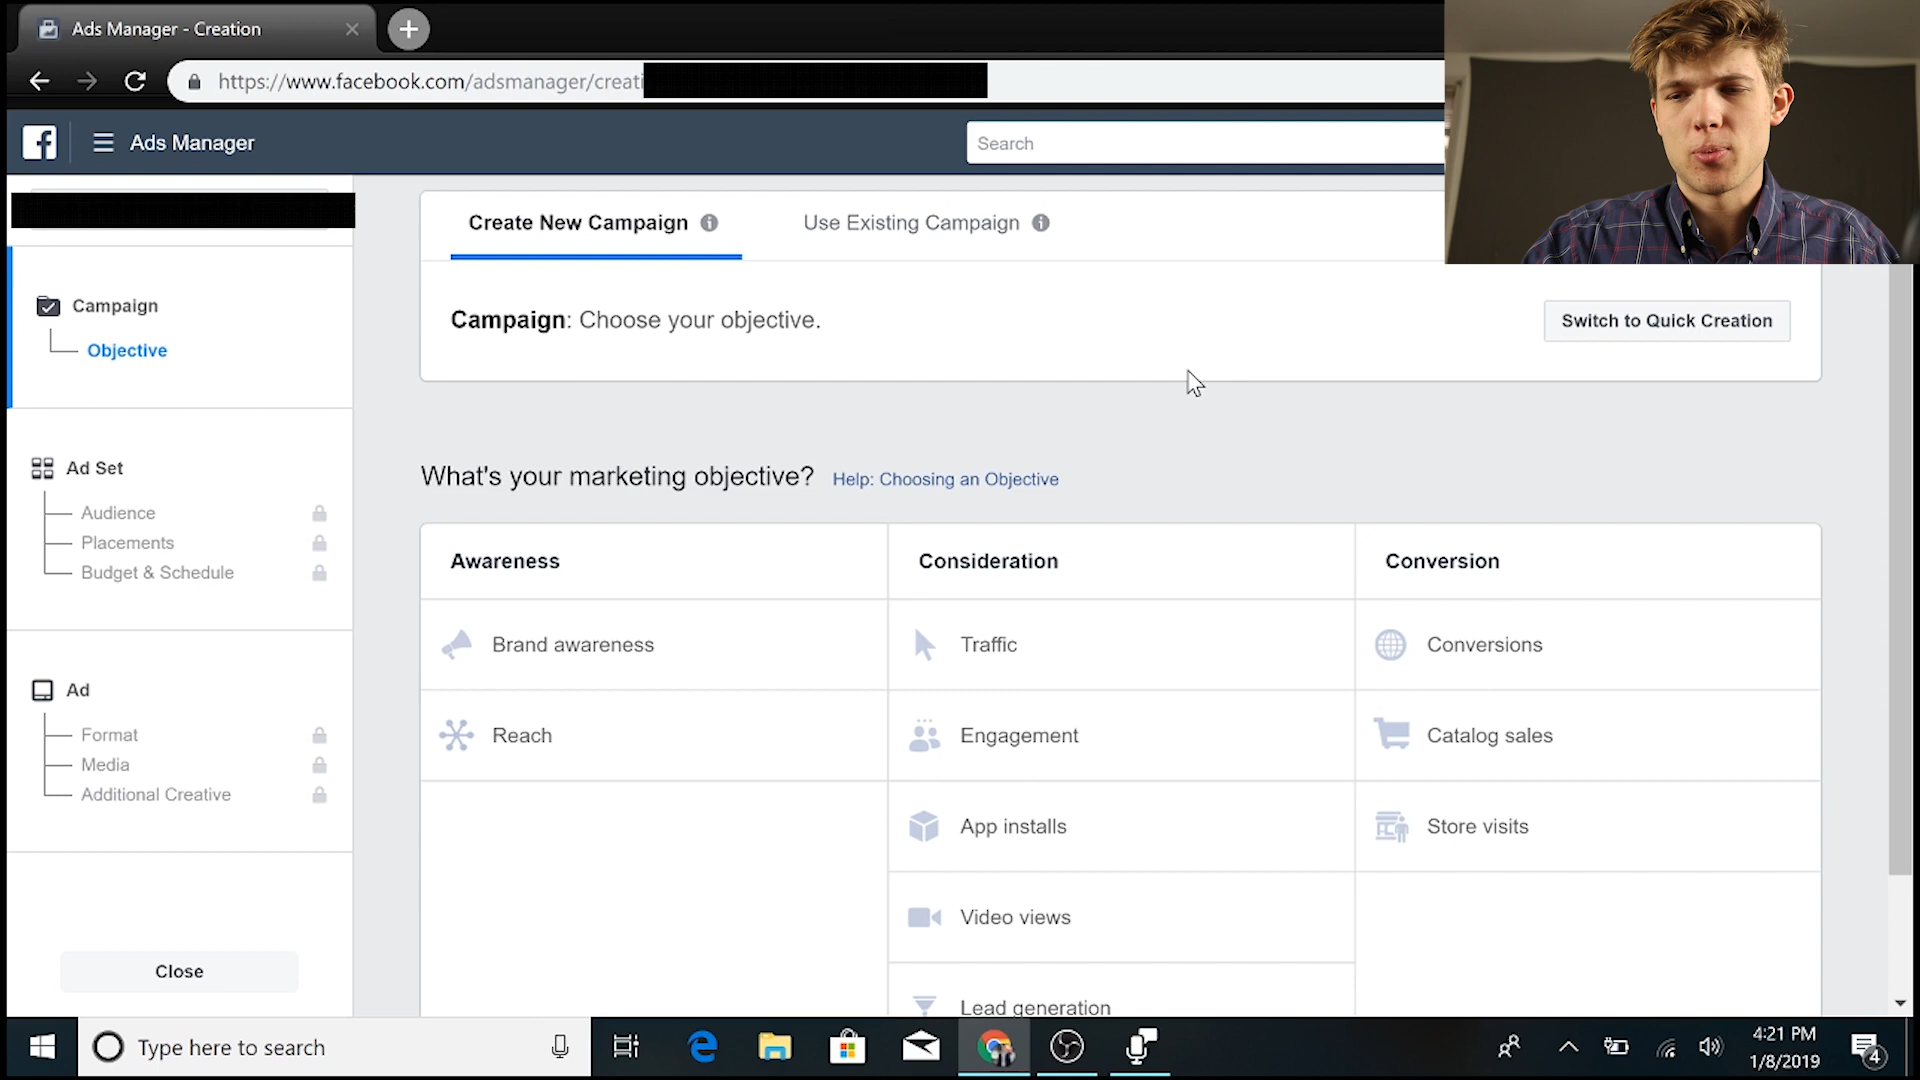 Ads Manager - Creation
https://www.facebook.com/adsmanager/creati
Ads Manager
Search
Create New Campaign
Use Existing Campaign
Campaign: Choose your objective.
Switch to Quick Creation
Campaign
Objective
Ad Set
Audience
Placements
Budget & Schedule
Ad
Format
Media
Additional Creative
Close
What's your marketing objective? Help: Choosing an Objective
Awareness
Brand awareness
Reach
Consideration
Traffic
Engagement
App installs
Video views
Lead generation
Conversion
Conversions
Catalog sales
Store visits
Type here to search
4:21 PM
1/8/2019
4